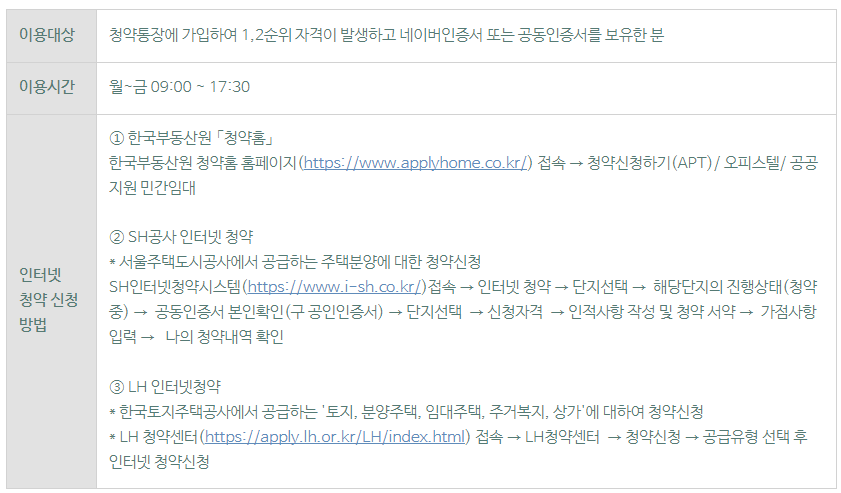 이용대상
청약통장에 가입하여 1,2순위 자격이 발생하고 네이버인증서 또는 공동인증서를 보유한 분
이용시간
월~금 09:00 ~ 17:30
인터넷
청약 신청
방법
① 한국부동산원 「청약홈」
한국부동산원 청약홈 홈페이지(https://www.applyhome.co.kr/) 접속 → 청약신청하기(APT)/ 오피스텔/ 공공
지원 민간임대
② SH공사 인터넷 청약
* 서울주택도시공사에서 공급하는 주택분양에 대한 청약신청
SH인터넷청약시스템(https://www.i-sh.co.kr/)접속 → 인터넷 청약 → 단지선택 → 해당단지의 진행상태(청약
중) → 공동인증서 본인확인(구 공인인증서) → 단지선택 → 신청자격 → 인적사항 작성 및 청약 서약 → 가점사항
입력 → 나의 청약내역 확인
③ LH 인터넷청약
* 한국토지주택공사에서 공급하는 '토지, 분양주택, 임대주택, 주거복지, 상가'에 대하여 청약신청
* LH 청약센터(https://apply.lh.or.kr/LH/index.html) 접속 → LH청약센터 → 청약신청 → 공급유형 선택 후
인터넷 청약신청